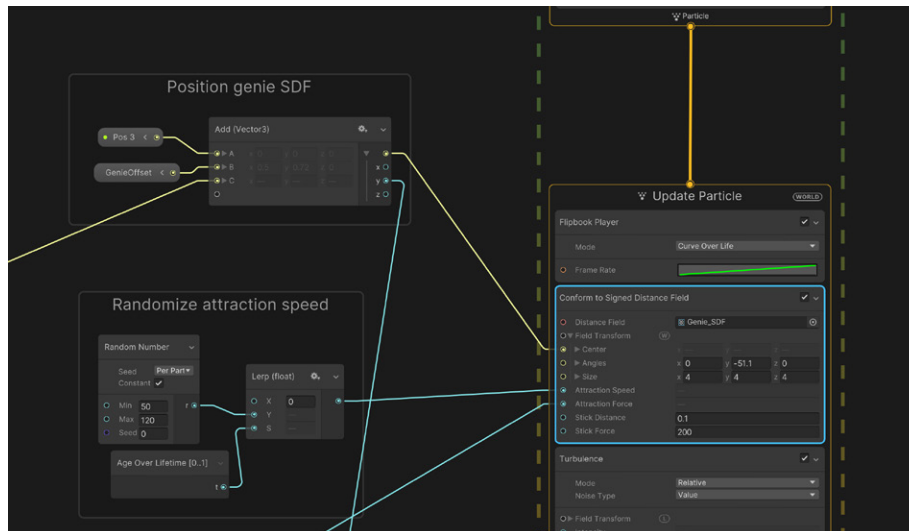 Particle
Position genie SDF
Add (Vector3)
Pos 3
A x 0 y 0 z 0
GenieOffset
B
x
C
y
z
Update Particle
WORLD
Flipbook Player
Mode Curve Over Life
Frame Rate
Conform to Signed Distance Field
Distance Field Genie_SDF
Field Transform W
Center
Angles x 0 y -51.1 z 0
Size x 4 y 4 z 4
Attraction Speed
Attraction Force
Stick Distance 0.1
Stick Force 200
Randomize attraction speed
Random Number
Seed Per Part
Constant
Min 50 r
Max 120
Seed 0
Lerp (float)
X 0
Y
S
Age Over Lifetime [0..1]
t
Turbulence
Mode Relative
Noise Type Value
Field Transform